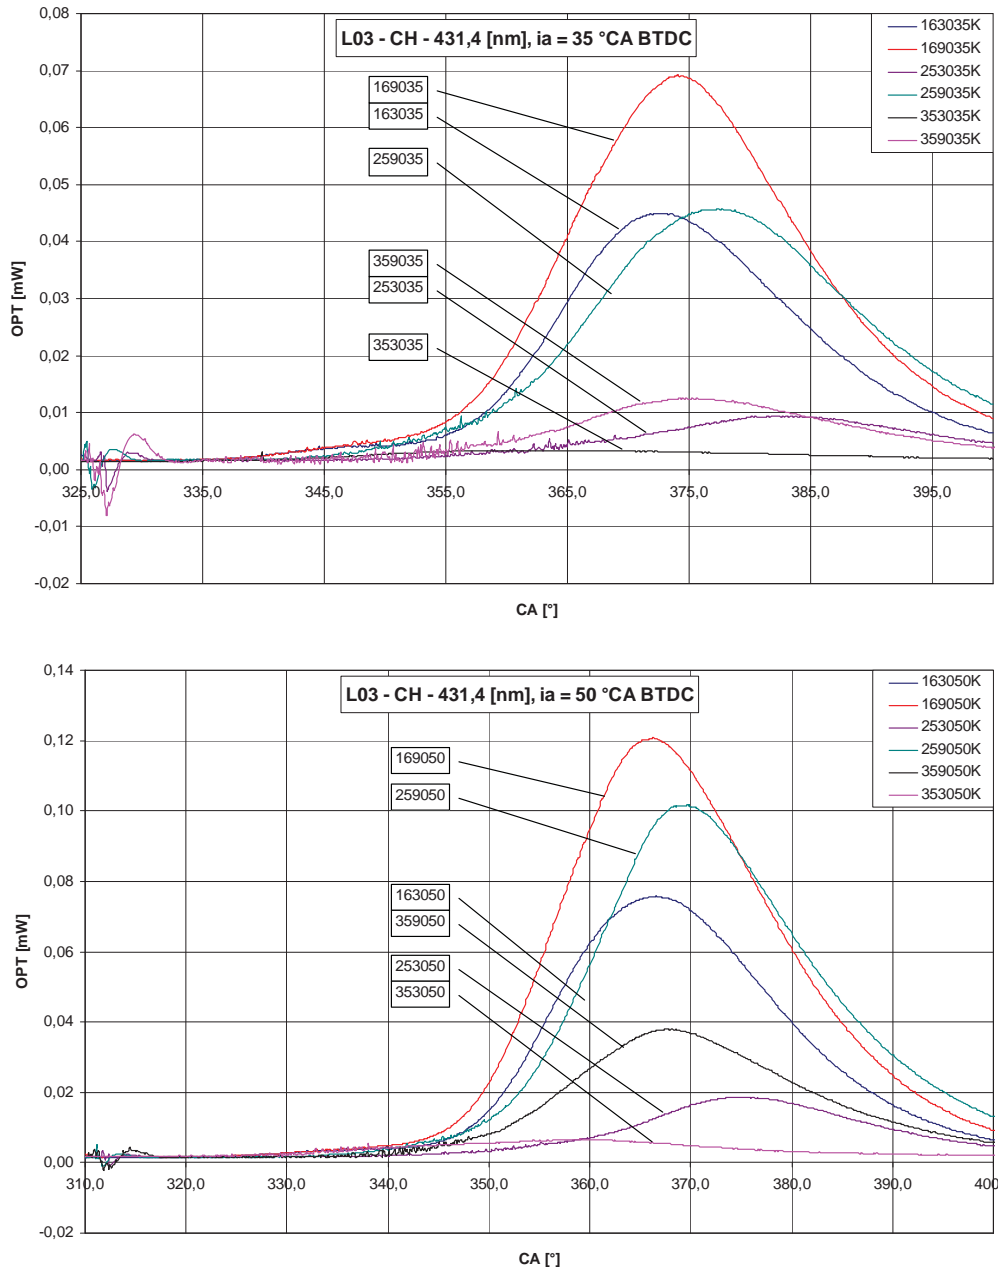 L03 - CH - 431,4 [nm], ia = 35 °CA BTDC
163035K
169035K
253035K
259035K
353035K
359035K
169035
163035
259035
359035
253035
353035
0,08
0,07
0,06
0,05
0,04
0,03
0,02
0,01
0,00
-0,01
-0,02
OPT [mW]
325,0
335,0
345,0
355,0
365,0
375,0
385,0
395,0
CA [°]
L03 - CH - 431,4 [nm], ia = 50 °CA BTDC
163050K
169050K
253050K
259050K
359050K
353050K
169050
259050
163050
359050
253050
353050
0,14
0,12
0,10
0,08
0,06
0,04
0,02
0,00
-0,02
OPT [mW]
310,0
320,0
330,0
340,0
350,0
360,0
370,0
380,0
390,0
400
CA [°]